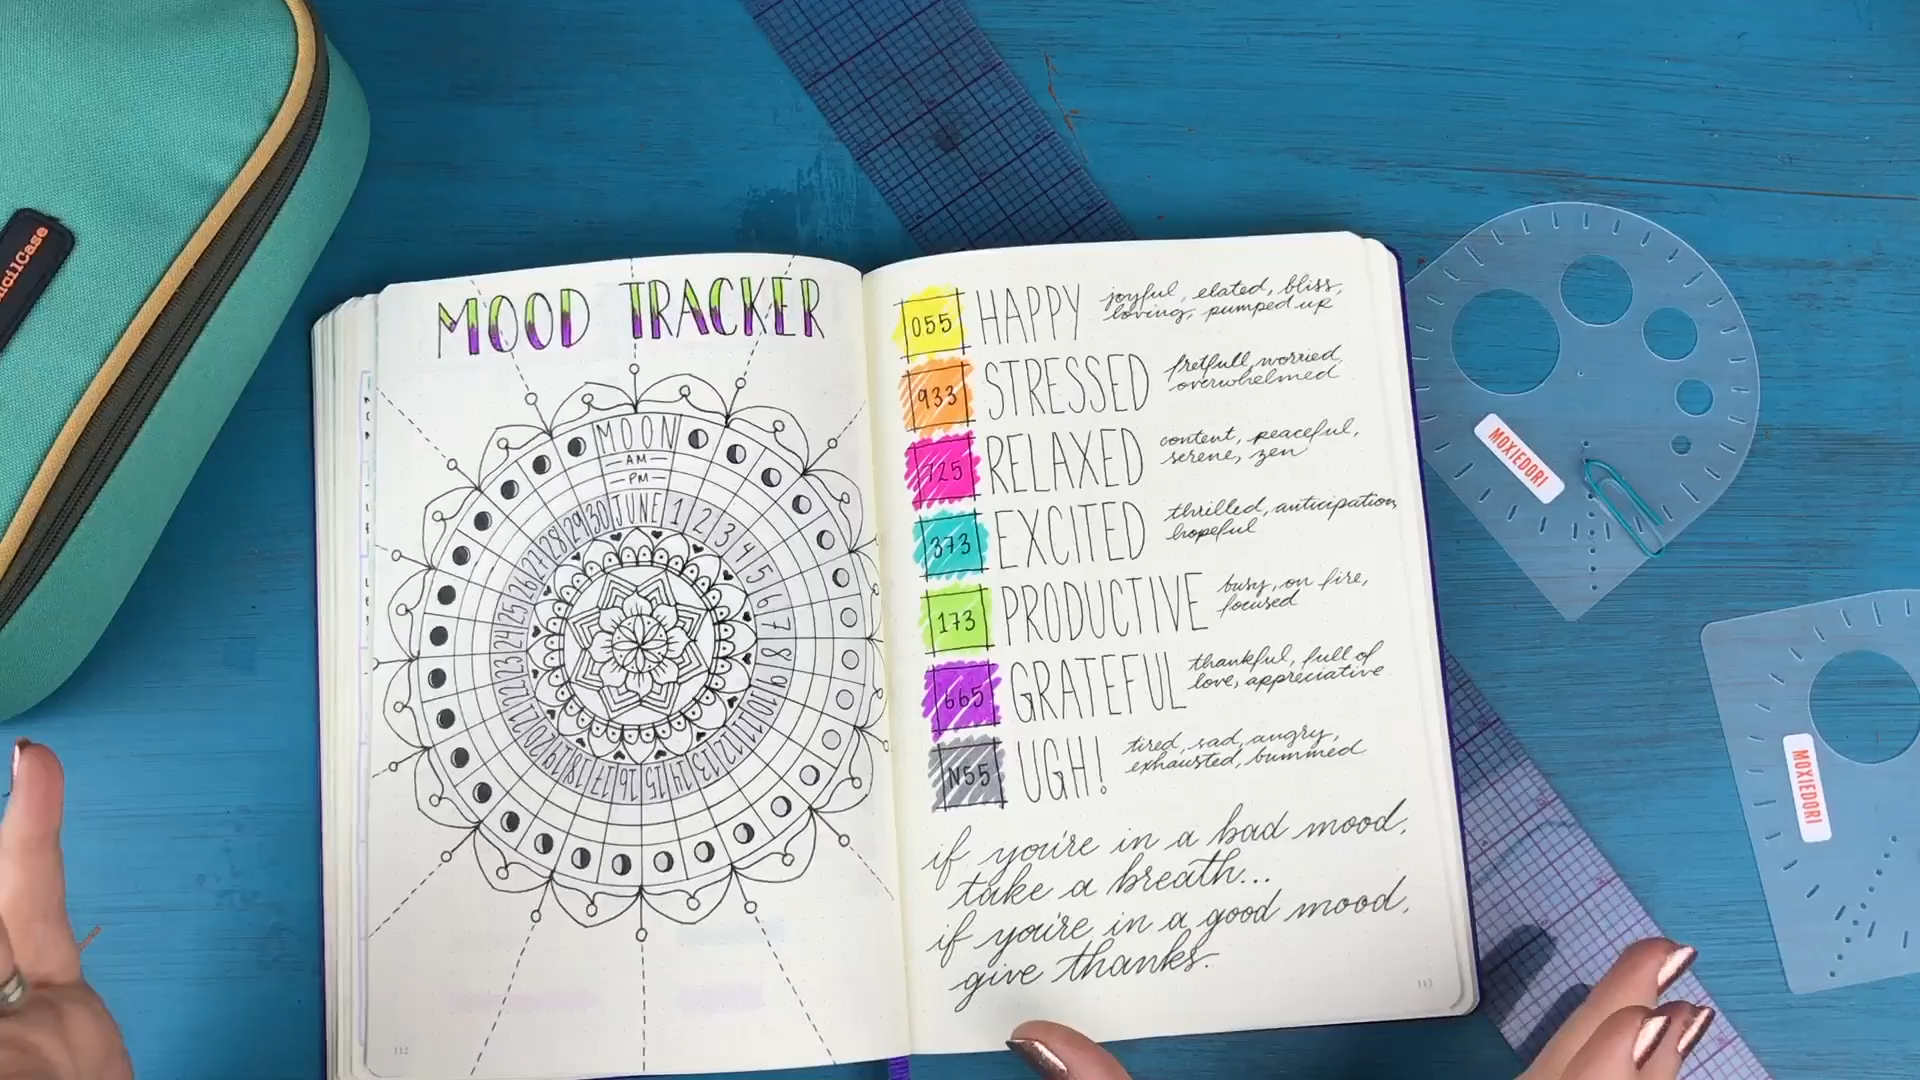 ncilCase
MOOD TRACKER
MOON
AM
PM
JUNE 1 2 3 4 5 6 7 8 9 10 11 12 13 14 15 16 17 18 19 20 21 22 23 24 25 26 27 28 29 30
112
055 HAPPY joyful, elated, bliss,
loving, pumped up
933 STRESSED fretfull, worried,
overwhelmed
725 RELAXED content, peaceful,
serene, zen
373 EXCITED thrilled, anticipation,
hopeful
173 PRODUCTIVE busy, on fire,
focused
665 GRATEFUL thankful, full of
love, appreciative
N55 UGH! tired, sad, angry,
exhausted, bummed
if you're in a bad mood,
take a breath...
if you're in a good mood,
give thanks.
113
MOXIEDORI
MOXIEDORI